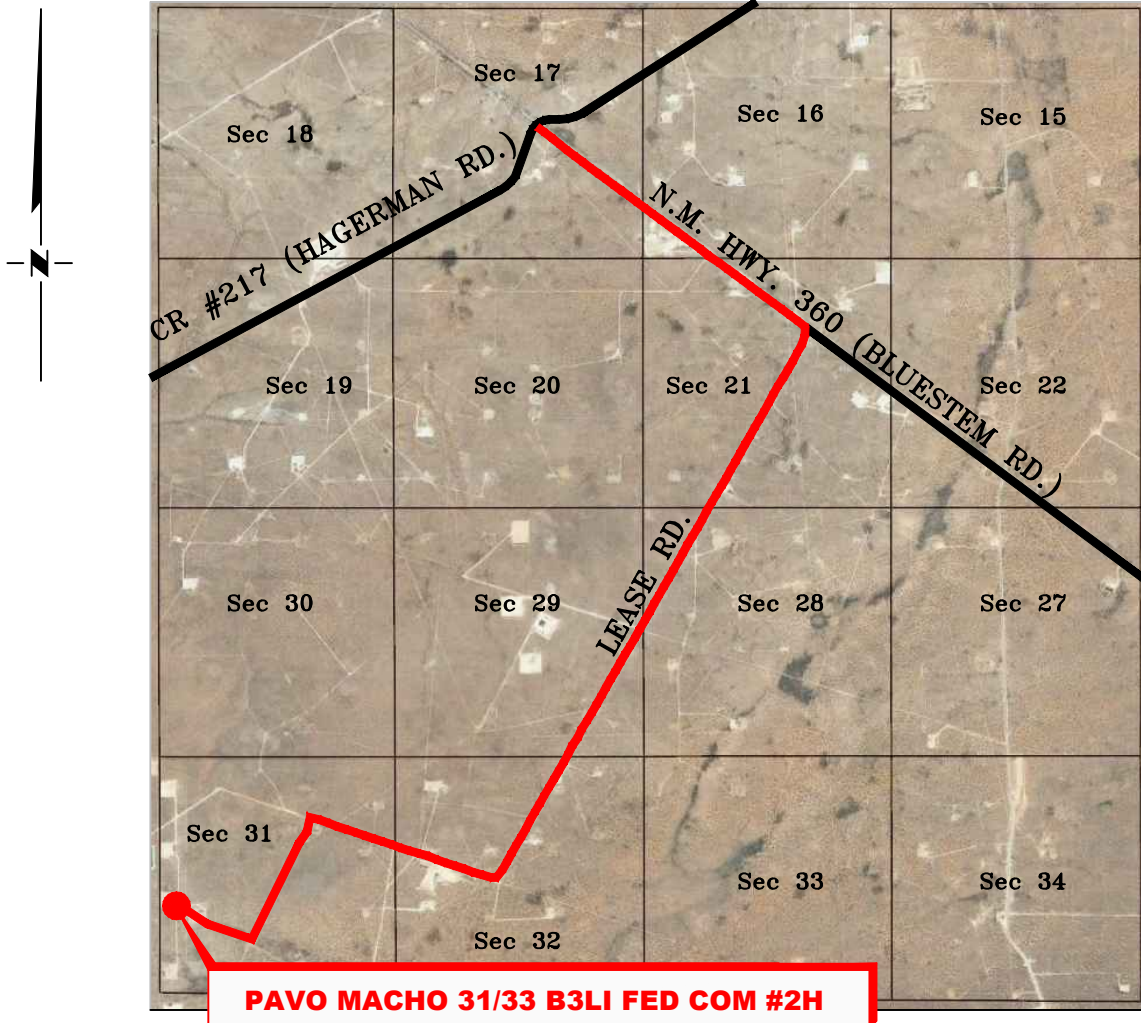 Sec 17
Sec 16
Sec 15
Sec 18
CR #217 (HAGERMAN RD.)
N.M. HWY. 360 (BLUESTEM RD.)
Sec 19
Sec 20
Sec 21
Sec 22
LEASE RD.
Sec 30
Sec 29
Sec 28
Sec 27
Sec 31
Sec 33
Sec 34
Sec 32
PAVO MACHO 31/33 B3LI FED COM #2H
N